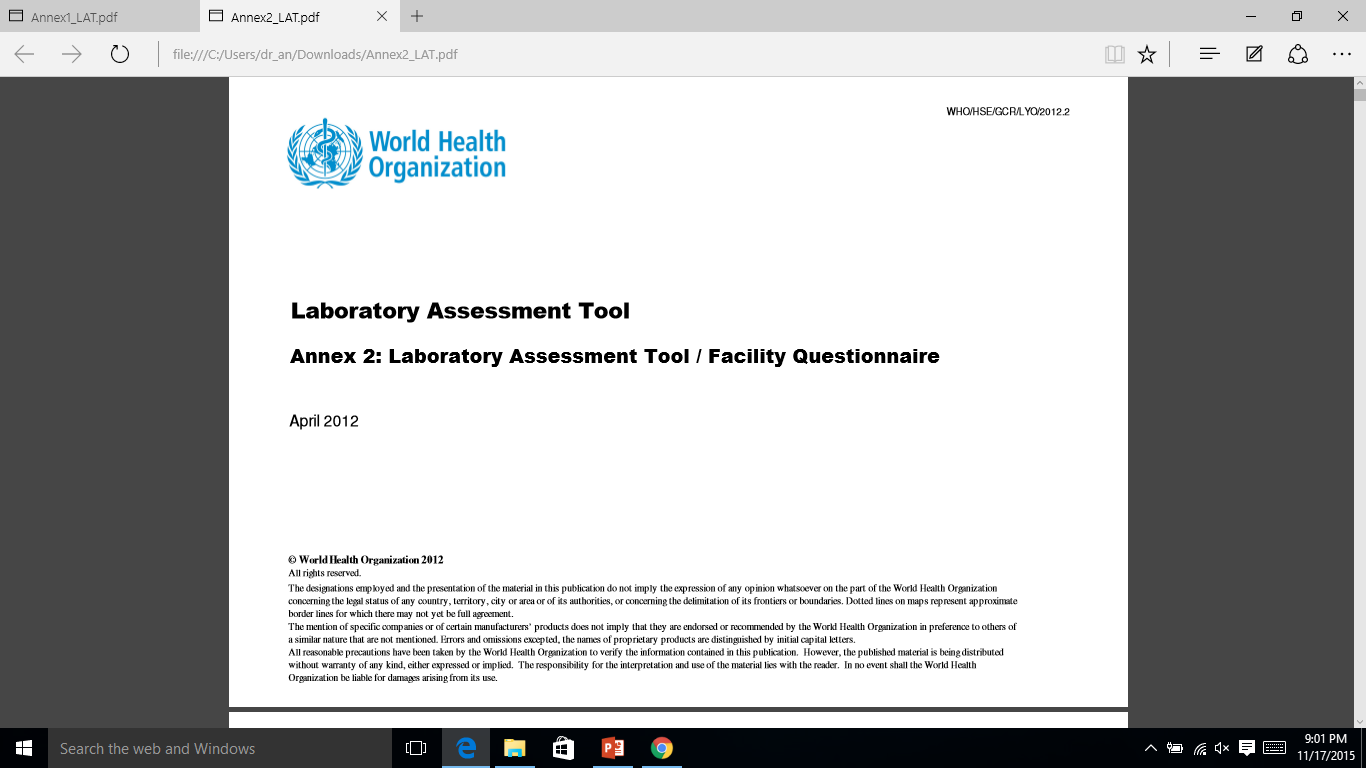 Annex1_LAT.pdf
Annex2_LAT.pdf
file:///C:/Users/dr_an/Downloads/Annex2_LAT.pdf
WHO/HSE/GCR/LYO/2012.2
World Health
Organization
Laboratory Assessment Tool
Annex 2: Laboratory Assessment Tool / Facility Questionnaire
April 2012
© World Health Organization 2012
All rights reserved.
The designations employed and the presentation of the material in this publication do not imply the expression of any opinion whatsoever on the part of the World Health Organization
concerning the legal status of any country, territory, city or area or of its authorities, or concerning the delimitation of its frontiers or boundaries. Dotted lines on maps represent approximate
border lines for which there may not yet be full agreement.
The mention of specific companies or of certain manufacturers' products does not imply that they are endorsed or recommended by the World Health Organization in preference to others of
a similar nature that are not mentioned. Errors and omissions excepted, the names of proprietary products are distinguished by initial capital letters.
All reasonable precautions have been taken by the World Health Organization to verify the information contained in this publication. However, the published material is being distributed
without warranty of any kind, either expressed or implied. The responsibility for the interpretation and use of the material lies with the reader. In no event shall the World Health
Organization be liable for damages arising from its use.
Search the web and Windows
9:01 PM
11/17/2015